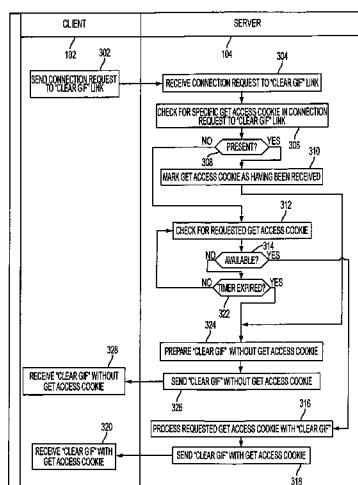 CLIENT
SERVER
102
104
302
304
SEND CONNECTION REQUEST
TO "CLEAR GIF" LINK
RECEIVE CONNECTION REQUEST TO "CLEAR GIF" LINK
CHECK FOR SPECIFIC GET ACCESS COOKIE IN CONNECTION
REQUEST TO "CLEAR GIF" LINK
306
NO
PRESENT?
YES
308
310
MARK GET ACCESS COOKIE AS HAVING BEEN RECEIVED
312
CHECK FOR REQUESTED GET ACCESS COOKIE
314
NO
AVAILABLE?
YES
NO
TIMER EXPIRED?
YES
322
324
PREPARE "CLEAR GIF" WITHOUT GET ACCESS COOKIE
328
RECEIVE "CLEAR GIF" WITHOUT
GET ACCESS COOKIE
SEND "CLEAR GIF" WITHOUT GET ACCESS COOKIE
326
316
PROCESS REQUESTED GET ACCESS COOKIE WITH "CLEAR GIF"
320
RECEIVE "CLEAR GIF" WITH
GET ACCESS COOKIE
SEND "CLEAR GIF" WITH GET ACCESS COOKIE
318